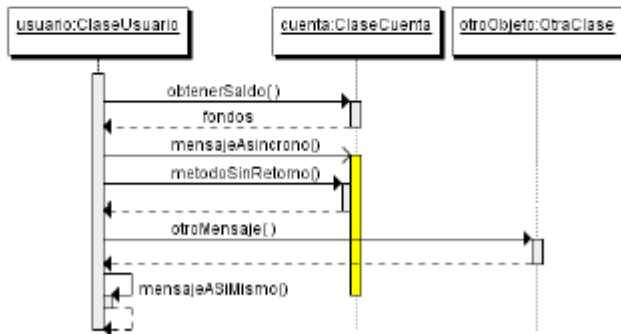 usuario:ClaseUsuario
cuenta:ClaseCuenta
otroObjeto:OtraClase
obtenerSaldo()
fondos
mensajeAsincrono()
metodoSinRetorno()
otroMensaje()
mensajeASiMismo()